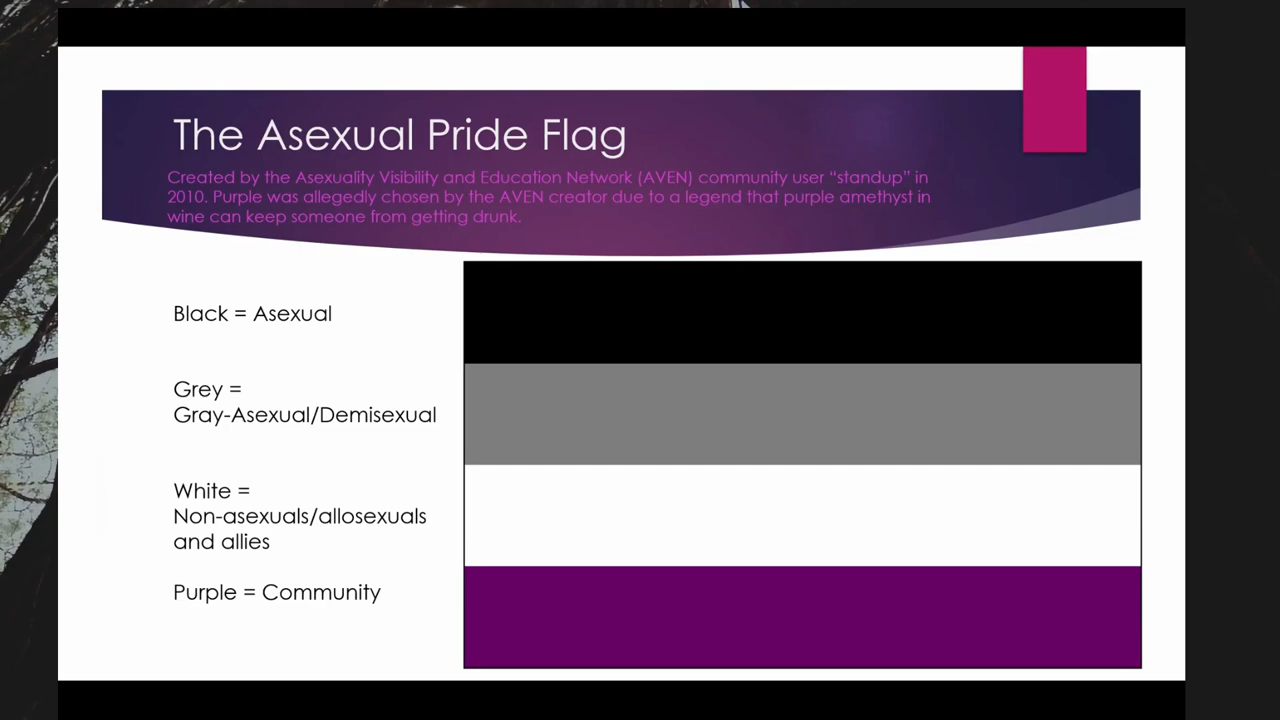 The Asexual Pride Flag
Created by the Asexuality Visibility and Education Network (AVEN) community user “standup” in
2010. Purple was allegedly chosen by the AVEN creator due to a legend that purple amethyst in
wine can keep someone from getting drunk.
Black = Asexual
Grey =
Gray-Asexual/Demisexual
White =
Non-asexuals/allosexuals
and allies
Purple = Community